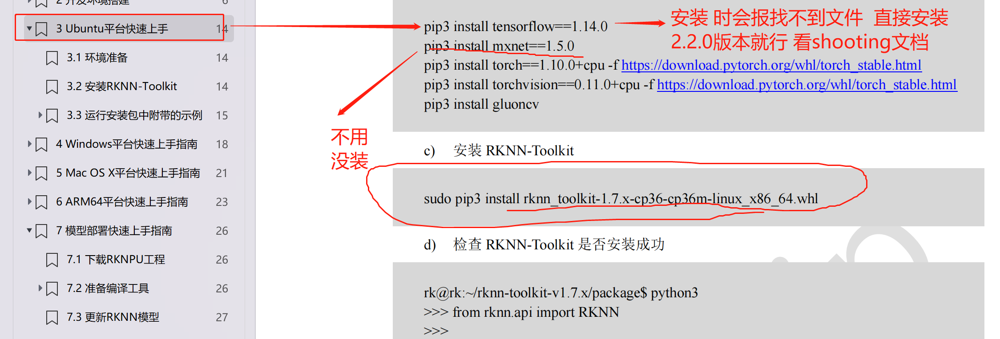 2 开发环境搭建 6
3 Ubuntu平台快速上手 14
3.1 环境准备 14
3.2 安装RKNN-Toolkit 14
3.3 运行安装包中附带的示例 15
4 Windows平台快速上手指南 18
5 Mac OS X平台快速上手指南 21
6 ARM64平台快速上手指南 23
7 模型部署快速上手指南 26
7.1 下载RKNPU工程 26
7.2 准备编译工具 26
7.3 更新RKNN模型 27
pip3 install tensorflow==1.14.0
安装 时会报找不到文件 直接安装
2.2.0版本就行 看shooting文档
pip3 install mxnet==1.5.0
pip3 install torch==1.10.0+cpu -f https://download.pytorch.org/whl/torch_stable.html
pip3 install torchvision==0.11.0+cpu -f https://download.pytorch.org/whl/torch_stable.html
pip3 install gluoncv
不用
没装
c) 安装 RKNN-Toolkit
sudo pip3 install rknn_toolkit-1.7.x-cp36-cp36m-linux_x86_64.whl
d) 检查 RKNN-Toolkit 是否安装成功
rk@rk:~/rknn-toolkit-v1.7.x/package$ python3
>>> from rknn.api import RKNN
>>>